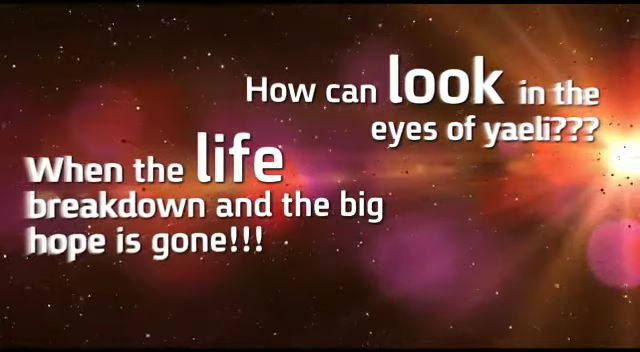 How can look in the
eyes of yaeli???
When the life
breakdown and the big
hope is gone!!!